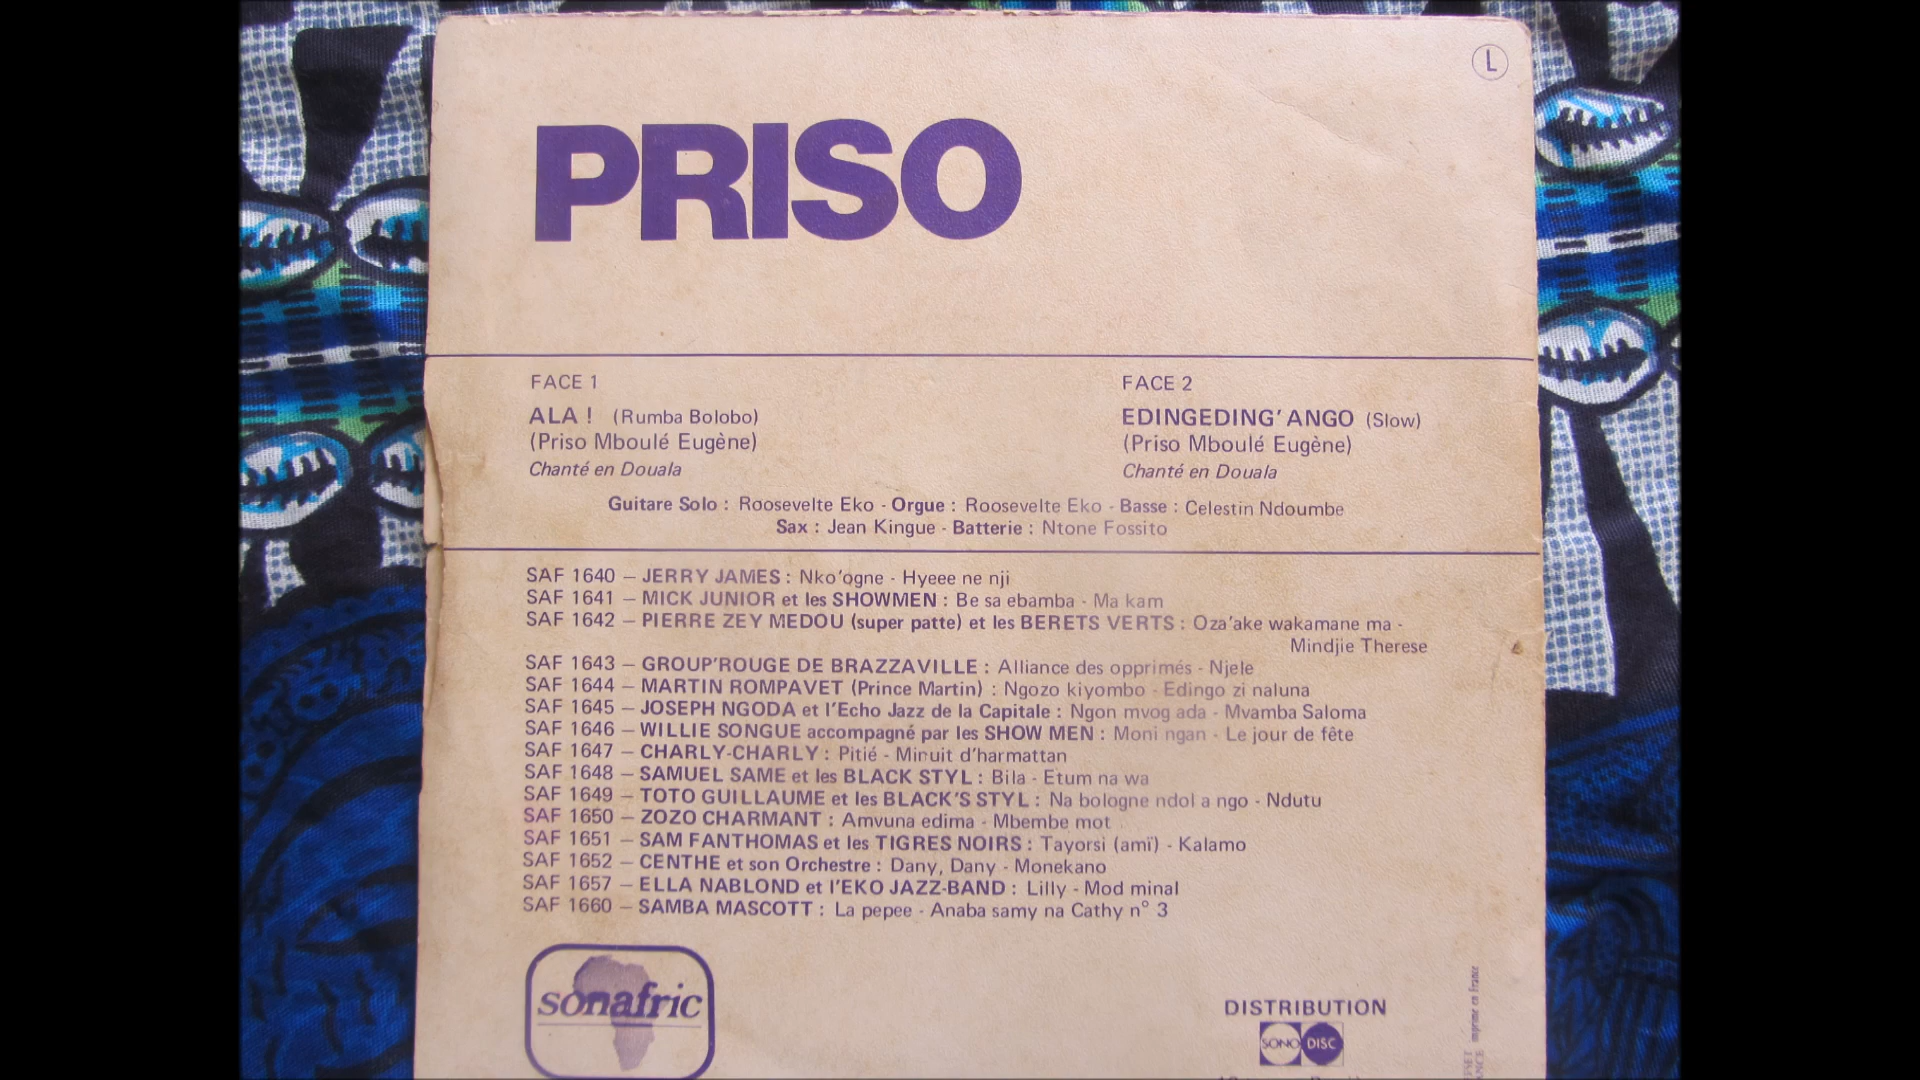 L
PRISO
FACE 1
ALA ! (Rumba Bolobo)
(Priso Mboulé Eugène)
Chanté en Douala
FACE 2
EDINGEDING' ANGO (Slow)
(Priso Mboulé Eugène)
Chanté en Douala
Guitare Solo : Roosevelte Eko - Orgue : Roosevelte Eko - Basse : Celestin Ndoumbe
Sax : Jean Kingue - Batterie : Ntone Fossito
SAF 1640 – JERRY JAMES : Nko'ogne - Hyeee ne nji
SAF 1641 – MICK JUNIOR et les SHOWMEN : Be sa ebamba - Ma kam
SAF 1642 – PIERRE ZEY MEDOU (super patte) et les BERETS VERTS : Oza'ake wakamane ma -
Mindjie Therese
SAF 1643 – GROUP'ROUGE DE BRAZZAVILLE : Alliance des opprimés - Njele
SAF 1644 – MARTIN ROMPAVET (Prince Martin) : Ngozo kiyombo - Edingo zi naluna
SAF 1645 – JOSEPH NGODA et l'Echo Jazz de la Capitale : Ngon mvog ada - Mvamba Saloma
SAF 1646 – WILLIE SONGUE accompagné par les SHOW MEN : Moni ngan - Le jour de fête
SAF 1647 – CHARLY-CHARLY : Pitié - Minuit d'harmattan
SAF 1648 – SAMUEL SAME et les BLACK STYL : Bila - Etum na wa
SAF 1649 – TOTO GUILLAUME et les BLACK'S STYL : Na bologne ndol a ngo - Ndutu
SAF 1650 – ZOZO CHARMANT : Amvuna edima - Mbembe mot
SAF 1651 – SAM FANTHOMAS et les TIGRES NOIRS : Tayorsi (amï) - Kalamo
SAF 1652 – CENTHE et son Orchestre : Dany, Dany - Monekano
SAF 1657 – ELLA NABLOND et l'EKO JAZZ-BAND : Lilly - Mod minal
SAF 1660 – SAMBA MASCOTT : La pepee - Anaba samy na Cathy n° 3
sonafric
DISTRIBUTION
SONO DISC
imprimé en France